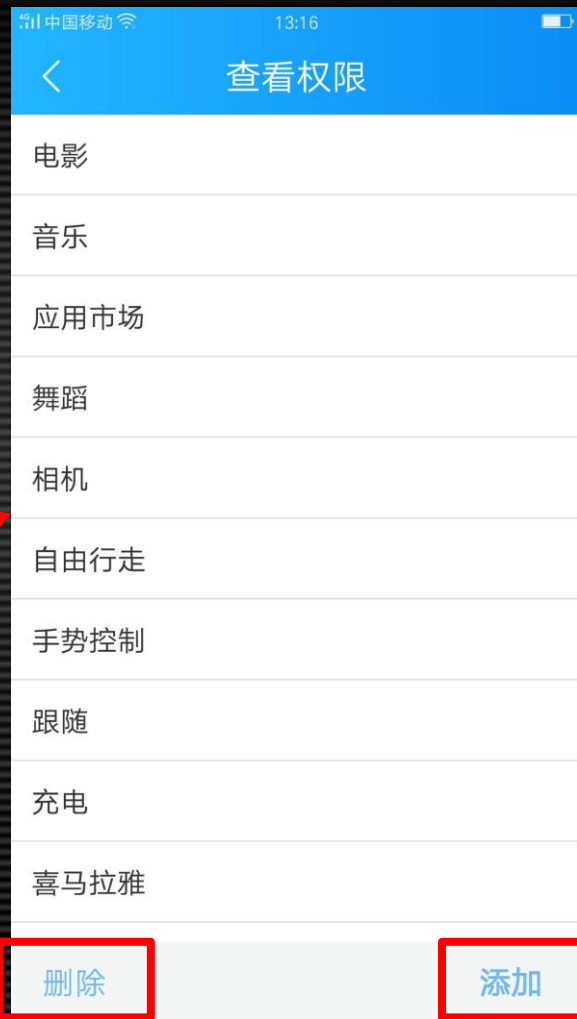 4G 中国移动 13:16
查看权限
电影
音乐
应用市场
舞蹈
相机
自由行走
手势控制
跟随
充电
喜马拉雅
删除 添加